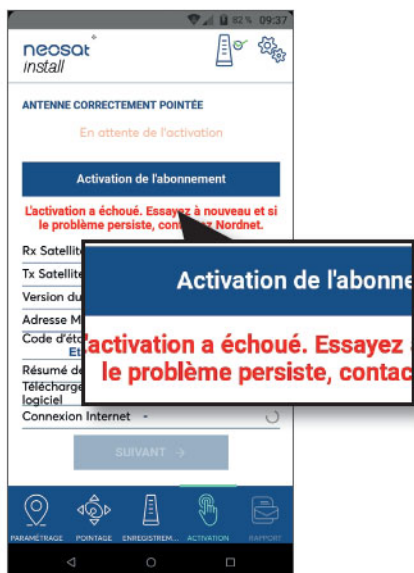 82 % 09:37
neosat
install
ANTENNE CORRECTEMENT POINTÉE
En attente de l'activation
Activation de l'abonnement
L'activation a échoué. Essayez à nouveau et si
le problème persiste, Nordnet.
Rx Satellite
Tx Satellite
Version du
Adresse M
Code d'éta
Et
Résumé de
Télécharge
logiciel
Connexion Internet -
SUIVANT →
PARAMÉTRAGE POINTAGE ENREGISTREM... ACTIVATION RAPPORT
Activation de l'abonne
'activation a échoué. Essayez
le problème persiste, contac